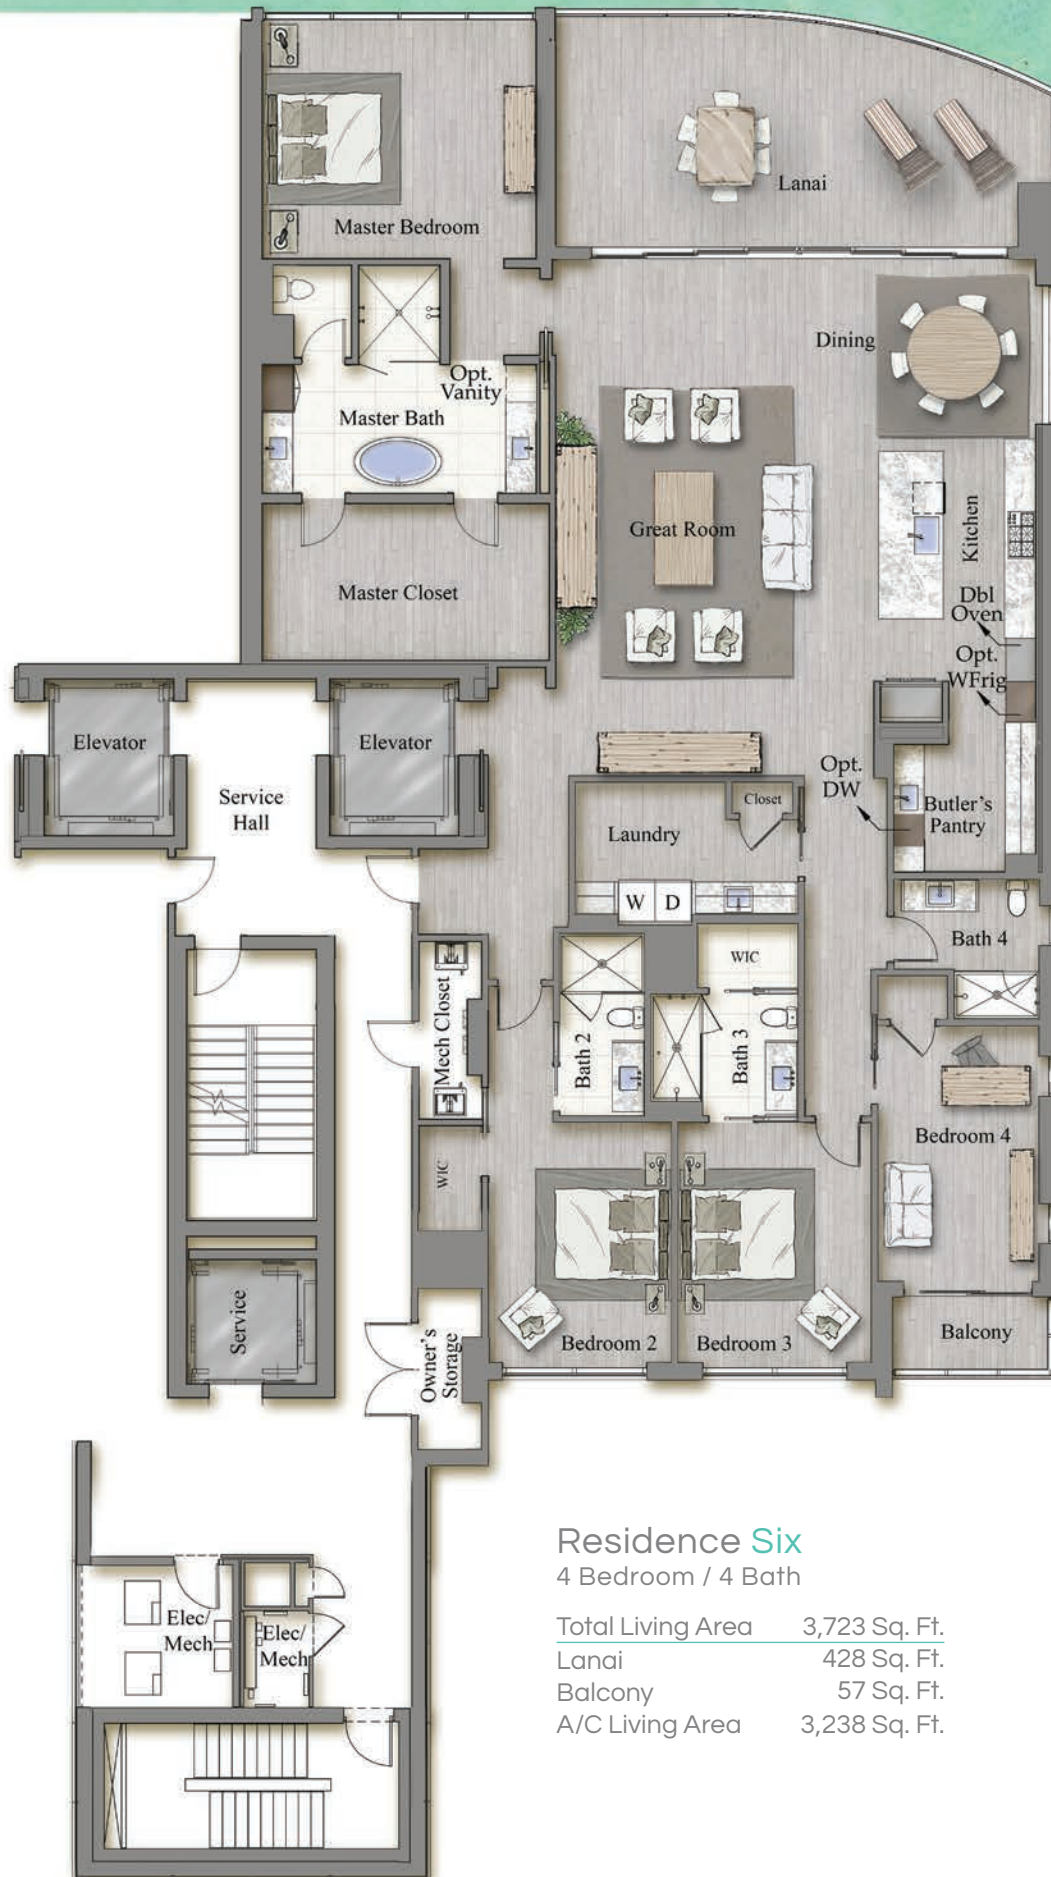 Master Bedroom
Lanai
Dining
Opt.
Vanity
Master Bath
Great Room
Kitchen
Master Closet
Dbl
Oven
Opt.
WFrig
Elevator
Elevator
Service
Hall
Opt.
DW
Closet
Butler's
Pantry
Laundry
W D
WIC
Bath 4
Mech Closet
Bath 2
Bath 3
WIC
Bedroom 4
Service
Owner's
Storage
Bedroom 2
Bedroom 3
Balcony
Elec/
Mech
Elec/
Mech
Residence Six
4 Bedroom / 4 Bath
Total Living Area 3,723 Sq. Ft.
Lanai 428 Sq. Ft.
Balcony 57 Sq. Ft.
A/C Living Area 3,238 Sq. Ft.